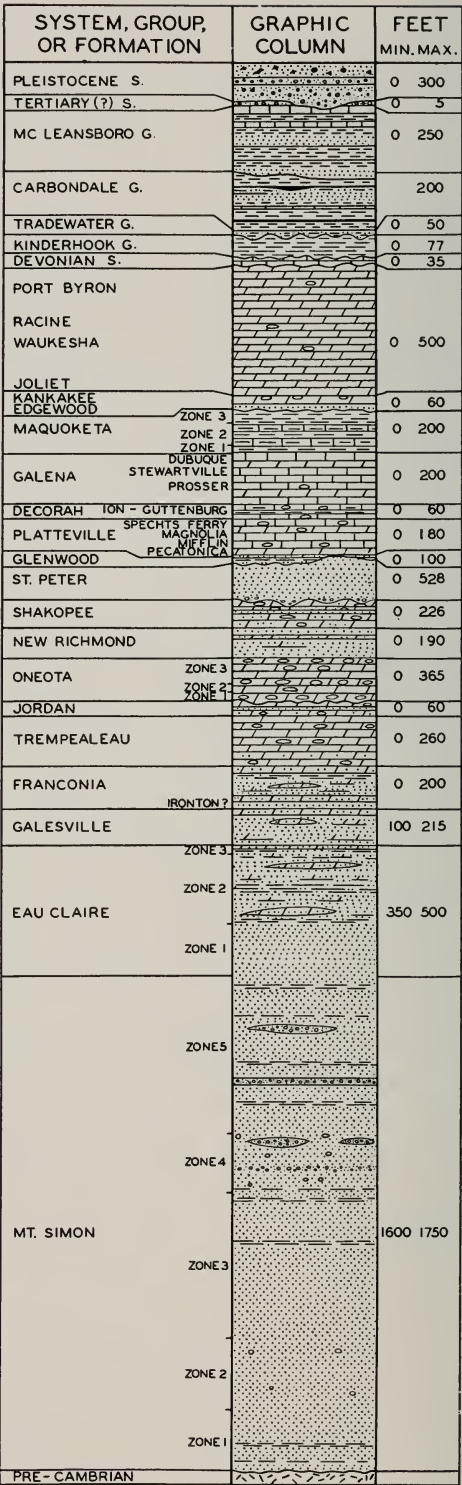 SYSTEM, GROUP, OR FORMATION GRAPHIC COLUMN FEET MIN. MAX.
PLEISTOCENE S. 0 300
TERTIARY (?) S. 0 5
MC LEANSBORO G. 0 250
CARBONDALE G. 200
TRADEWATER G. 0 50
KINDERHOOK G. 0 77
DEVONIAN S. 0 35
PORT BYRON
RACINE
WAUKESHA 0 500
JOLIET
KANKAKEE 0 60
EDGEWOOD
ZONE 3
MAQUOKETA 0 200
ZONE 2
ZONE 1
DUBUQUE
GALENA STEWARTVILLE 0 200
PROSSER
DECORAH ION - GUTTENBURG 0 60
SPECHTS FERRY
PLATTEVILLE MAGNOLIA 0 180
MIFFLIN
PECATONICA
GLENWOOD 0 100
ST. PETER 0 528
SHAKOPEE 0 226
NEW RICHMOND 0 190
ZONE 3
ONEOTA 0 365
ZONE 2
ZONE 1
JORDAN 0 60
TREMPEALEAU 0 260
FRANCONIA 0 200
IRONTON ?
GALESVILLE 100 215
ZONE 3
ZONE 2
EAU CLAIRE 350 500
ZONE 1
ZONE 5
ZONE 4
MT. SIMON 1600 1750
ZONE 3
ZONE 2
ZONE 1
PRE-CAMBRIAN